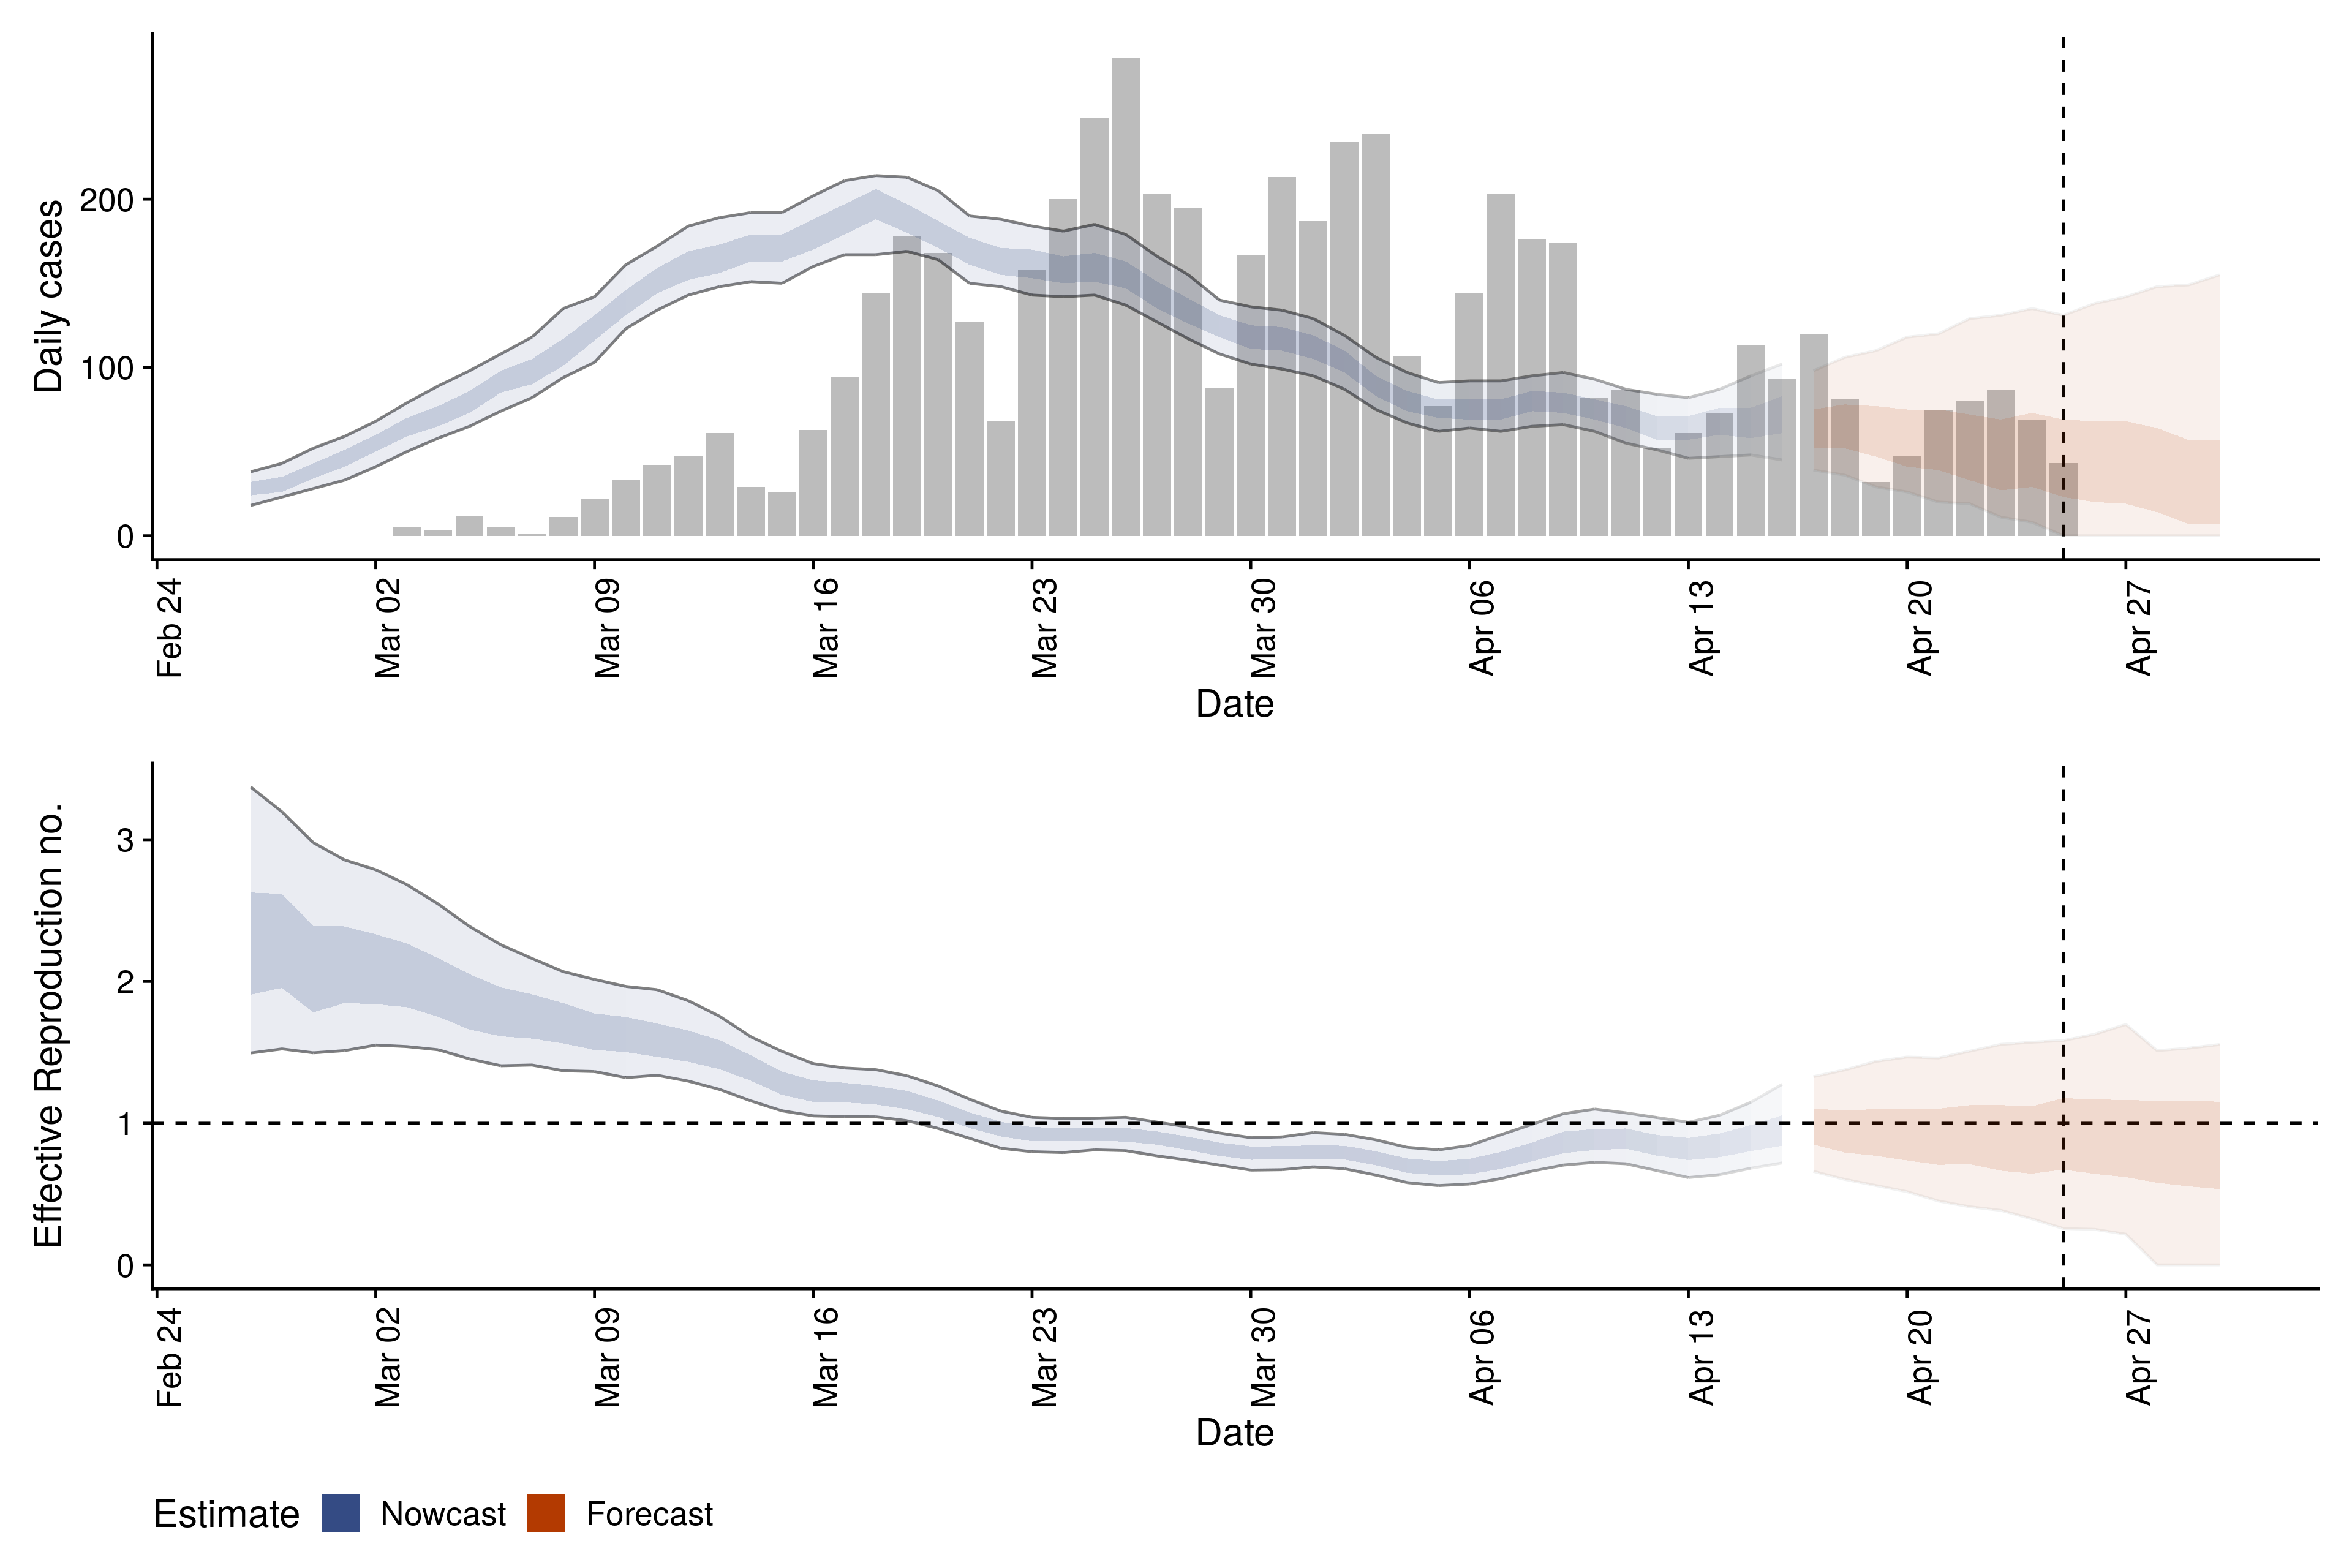 Daily cases
200
100
0
Feb 24
Mar 02
Mar 09
Mar 16
Mar 23
Mar 30
Apr 06
Apr 13
Apr 20
Apr 27
Date
Effective Reproduction no.
3
2
1
0
Feb 24
Mar 02
Mar 09
Mar 16
Mar 23
Mar 30
Apr 06
Apr 13
Apr 20
Apr 27
Date
Estimate Nowcast Forecast